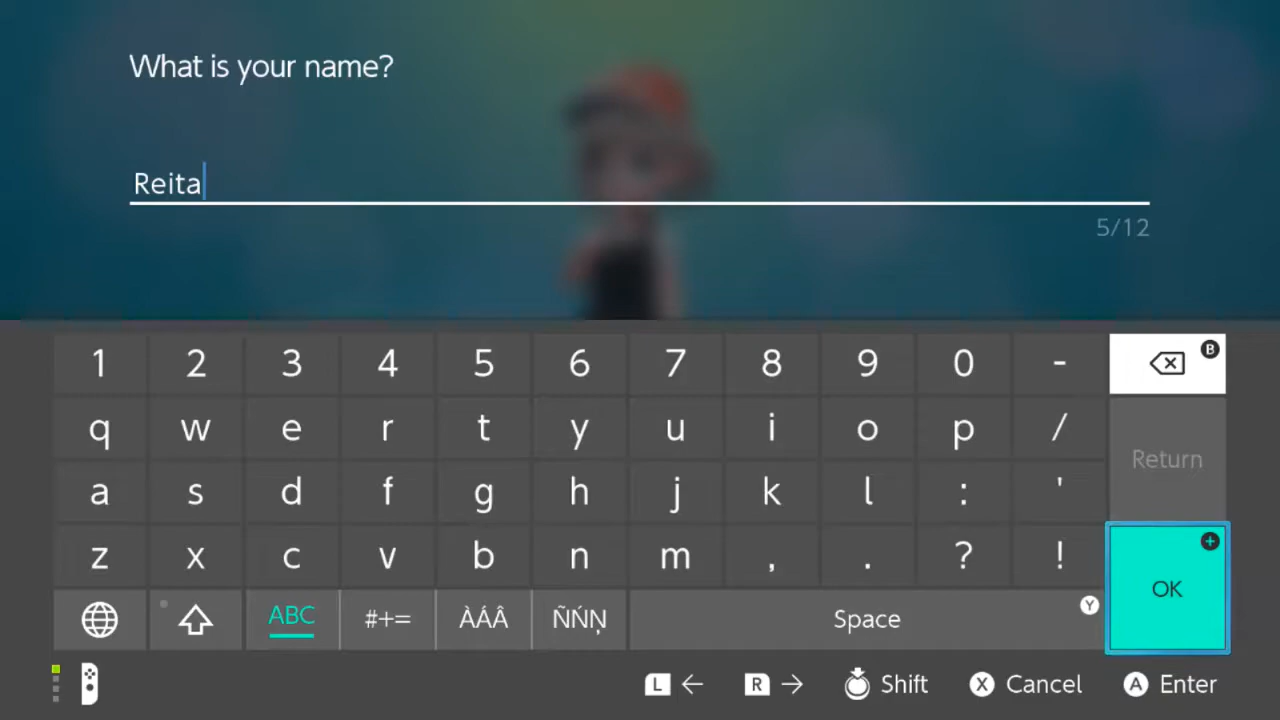 What is your name?
Reita
5/12
1 2 3 4 5 6 7 8 9 0 - B
q w e r t y u i o p /
Return
a s d f g h j k l : '
z x c v b n m , . ? ! +
OK
ABC #+= ÀÁÂ ÑŃŅ Space Y
L ← R → Shift X Cancel A Enter